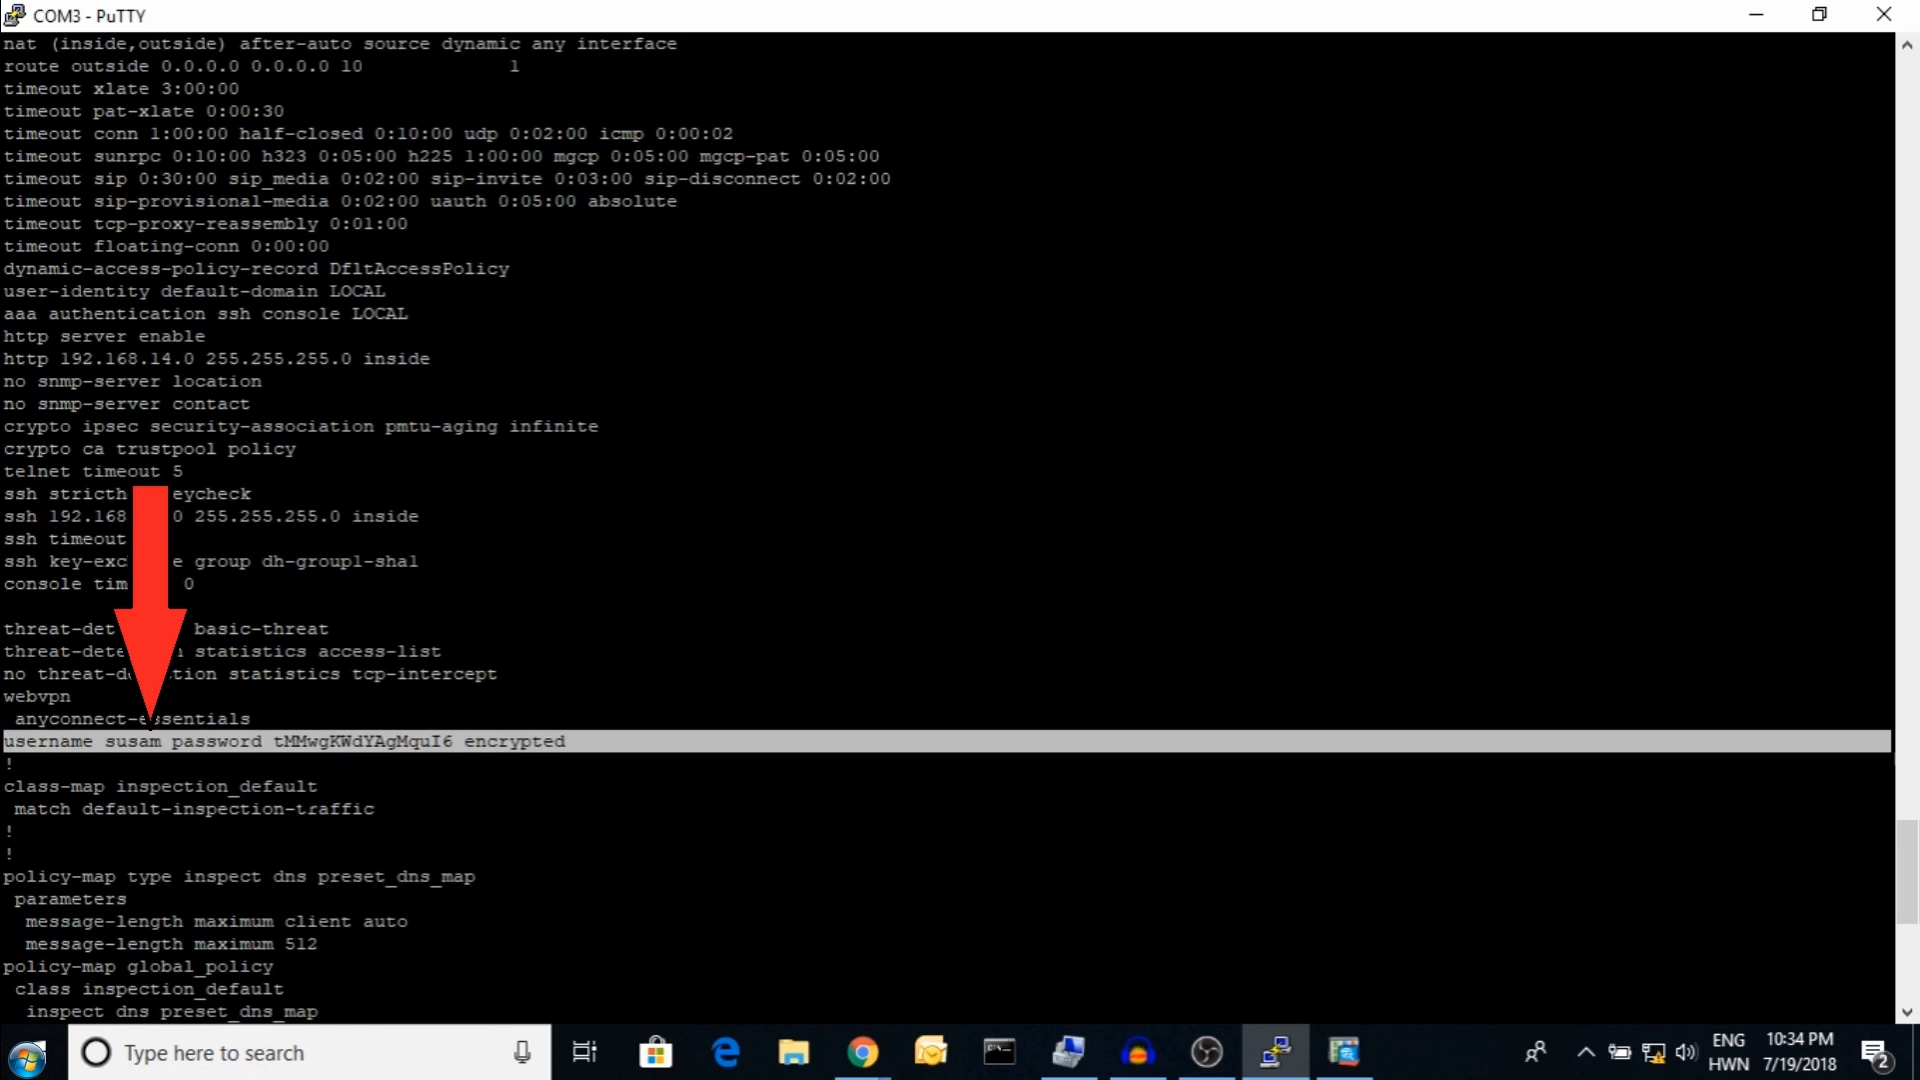 COM3 - PuTTY
nat (inside,outside) after-auto source dynamic any interface
route outside 0.0.0.0 0.0.0.0 10 1
timeout xlate 3:00:00
timeout pat-xlate 0:00:30
timeout conn 1:00:00 half-closed 0:10:00 udp 0:02:00 icmp 0:00:02
timeout sunrpc 0:10:00 h323 0:05:00 h225 1:00:00 mgcp 0:05:00 mgcp-pat 0:05:00
timeout sip 0:30:00 sip_media 0:02:00 sip-invite 0:03:00 sip-disconnect 0:02:00
timeout sip-provisional-media 0:02:00 uauth 0:05:00 absolute
timeout tcp-proxy-reassembly 0:01:00
timeout floating-conn 0:00:00
dynamic-access-policy-record DfltAccessPolicy
user-identity default-domain LOCAL
aaa authentication ssh console LOCAL
http server enable
http 192.168.14.0 255.255.255.0 inside
no snmp-server location
no snmp-server contact
crypto ipsec security-association pmtu-aging infinite
crypto ca trustpool policy
telnet timeout 5
ssh stricth eycheck
ssh 192.168 0 255.255.255.0 inside
ssh timeout
ssh key-exc e group dh-group1-sha1
console tim 0
threat-det basic-threat
threat-dete n statistics access-list
no threat-de ction statistics tcp-intercept
webvpn
anyconnect-essentials
username susam password tMMwgKWdYAgMquI6 encrypted
!
class-map inspection_default
match default-inspection-traffic
!
!
policy-map type inspect dns preset_dns_map
parameters
message-length maximum client auto
message-length maximum 512
policy-map global_policy
class inspection_default
inspect dns preset_dns_map
Type here to search
ENG
HWN
10:34 PM
7/19/2018
2